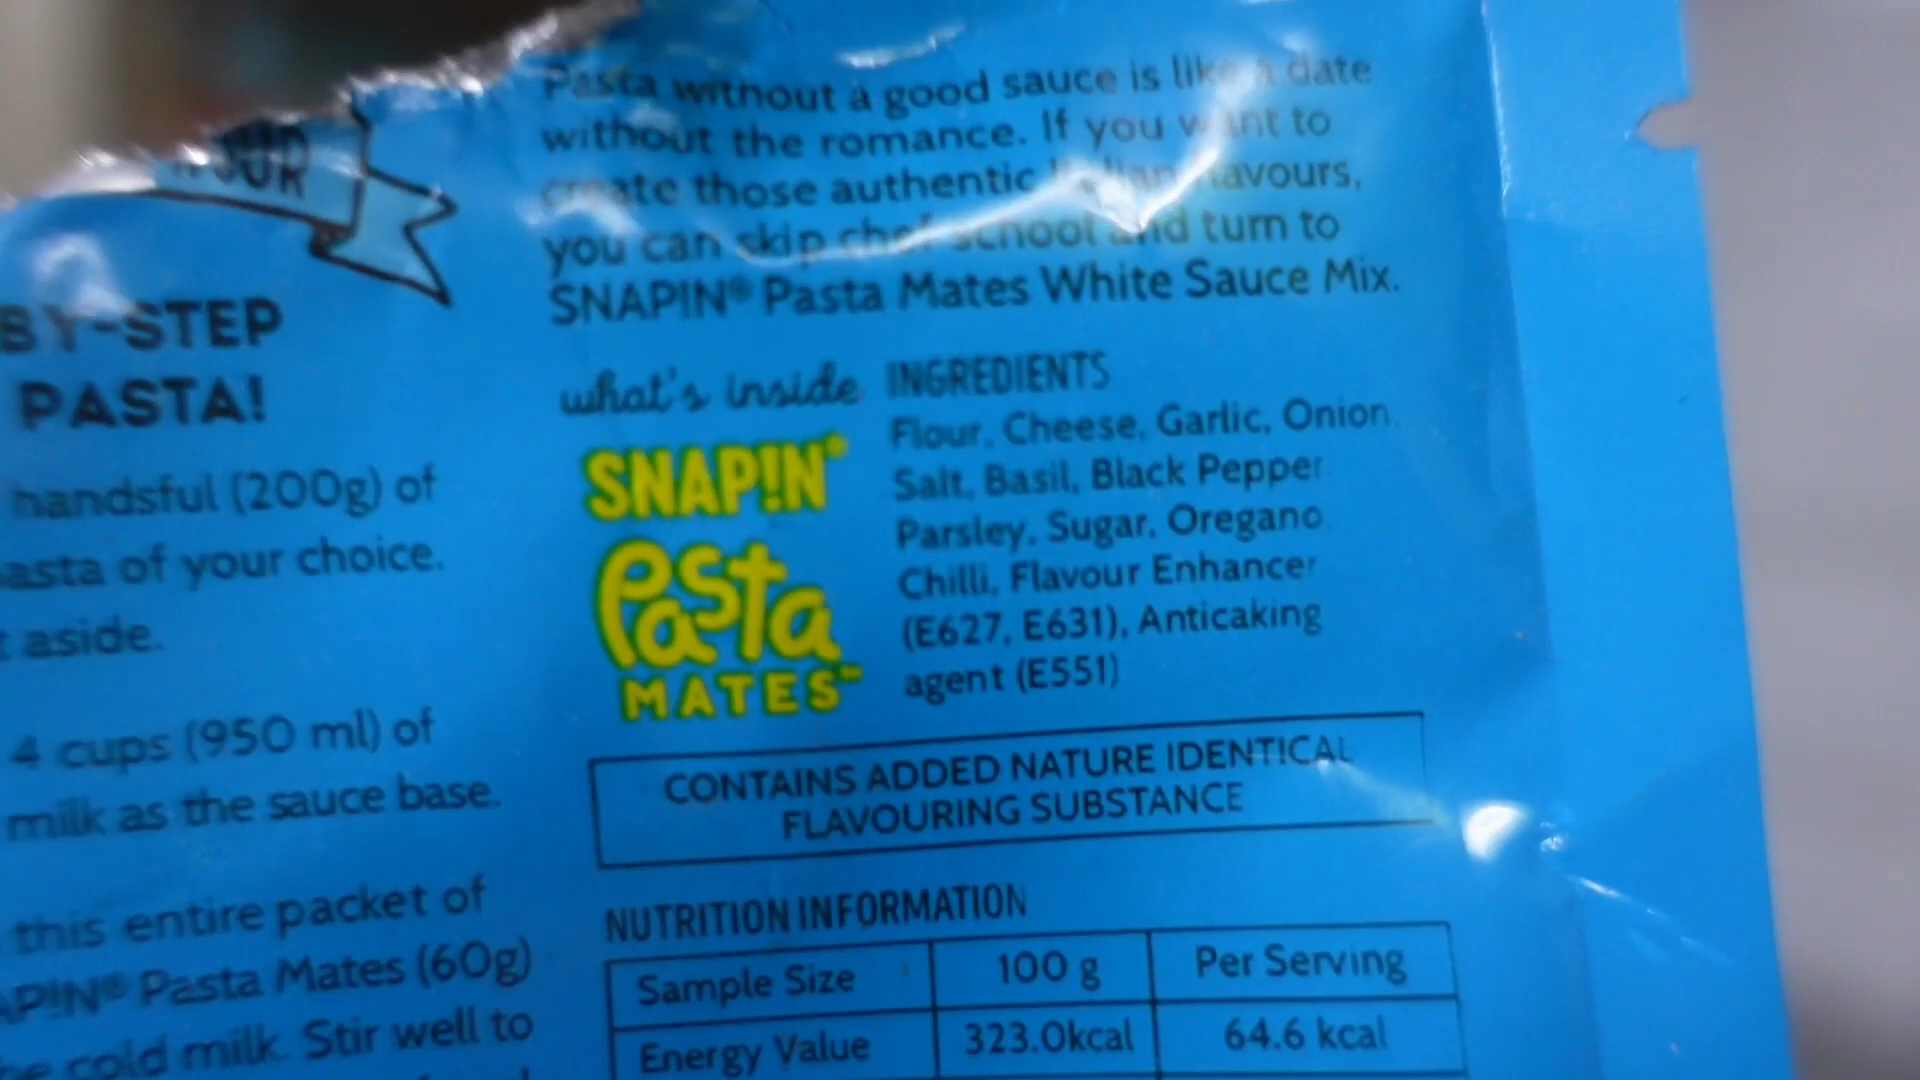 BY-STEP
PASTA!
handsful (200g) of
asta of your choice.
t aside.
4 cups (950 ml) of
milk as the sauce base.
this entire packet of
AP!N® Pasta Mates (60g)
he cold milk. Stir well to
Pasta without a good sauce is like a date
without the romance. If you want to
create those authentic Italian flavours,
you can skip chef school and turn to
SNAPIN® Pasta Mates White Sauce Mix.
what's inside
SNAP!N®
Pasta
MATES™
INGREDIENTS
Flour, Cheese, Garlic, Onion,
Salt, Basil, Black Pepper
Parsley, Sugar, Oregano
Chilli, Flavour Enhancer
(E627, E631), Anticaking
agent (E551)
CONTAINS ADDED NATURE IDENTICAL
FLAVOURING SUBSTANCE
NUTRITION INFORMATION
Sample Size 100 g Per Serving
Energy Value 323.0kcal 64.6 kcal